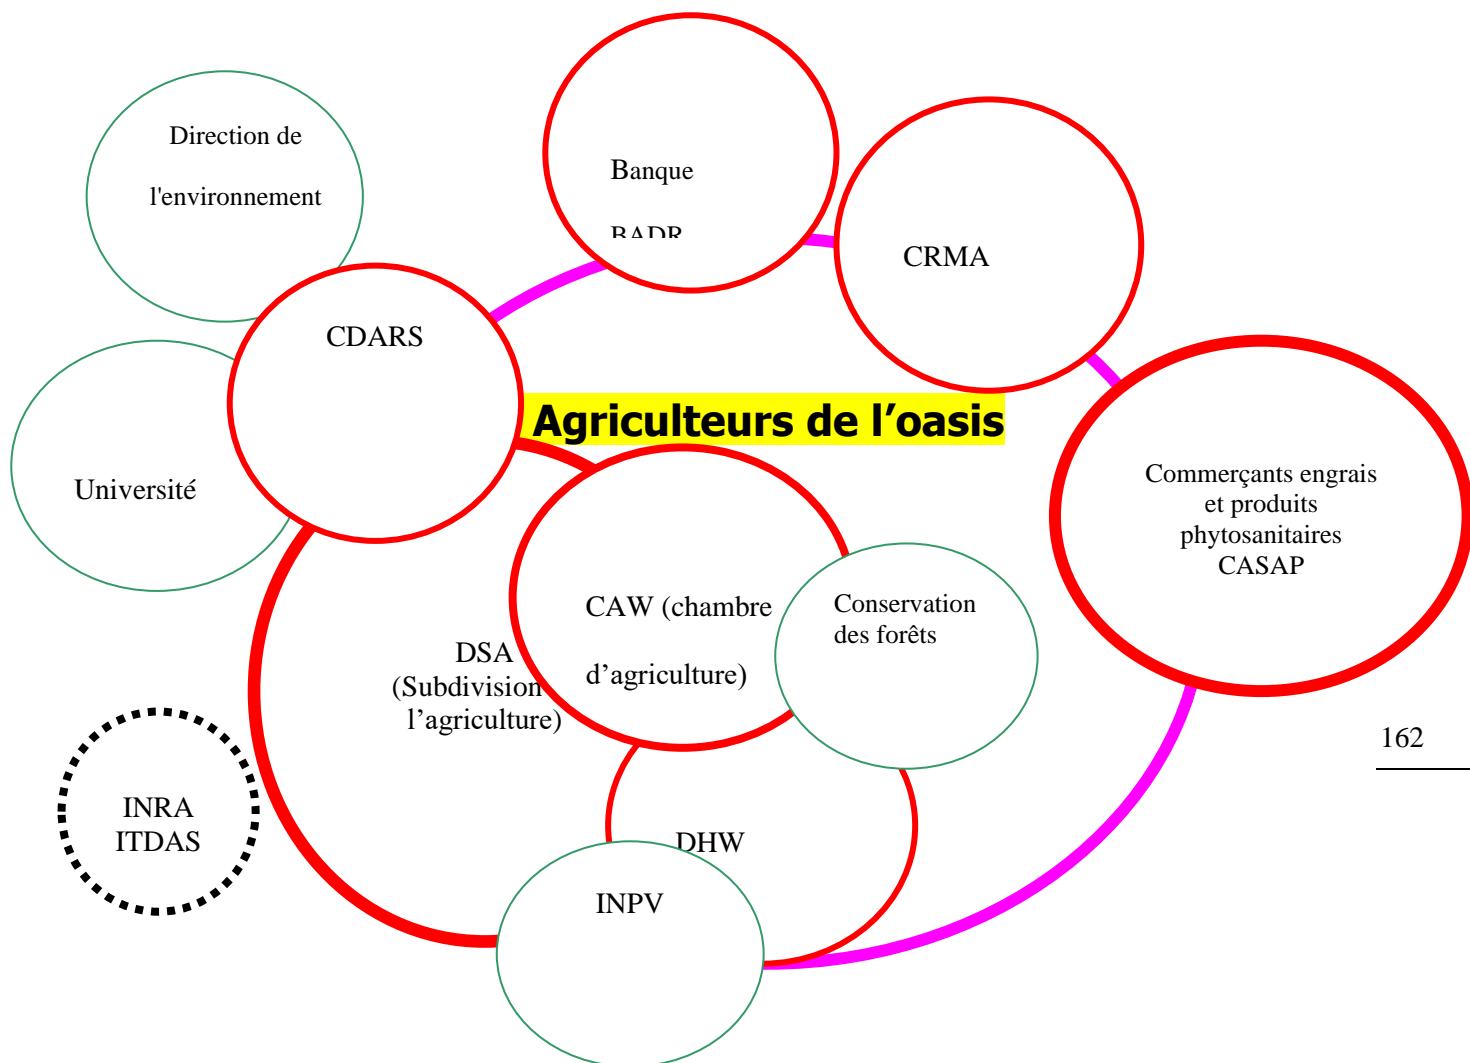 Direction de
l'environnement
Banque
BADR
CRMA
CDARS
Agriculteurs de l’oasis
Université
Commerçants engrais
et produits
phytosanitaires
CASAP
CAW (chambre
d’agriculture)
Conservation
des forêts
DSA
(Subdivision
l’agriculture)
162
INRA
ITDAS
DHW
INPV